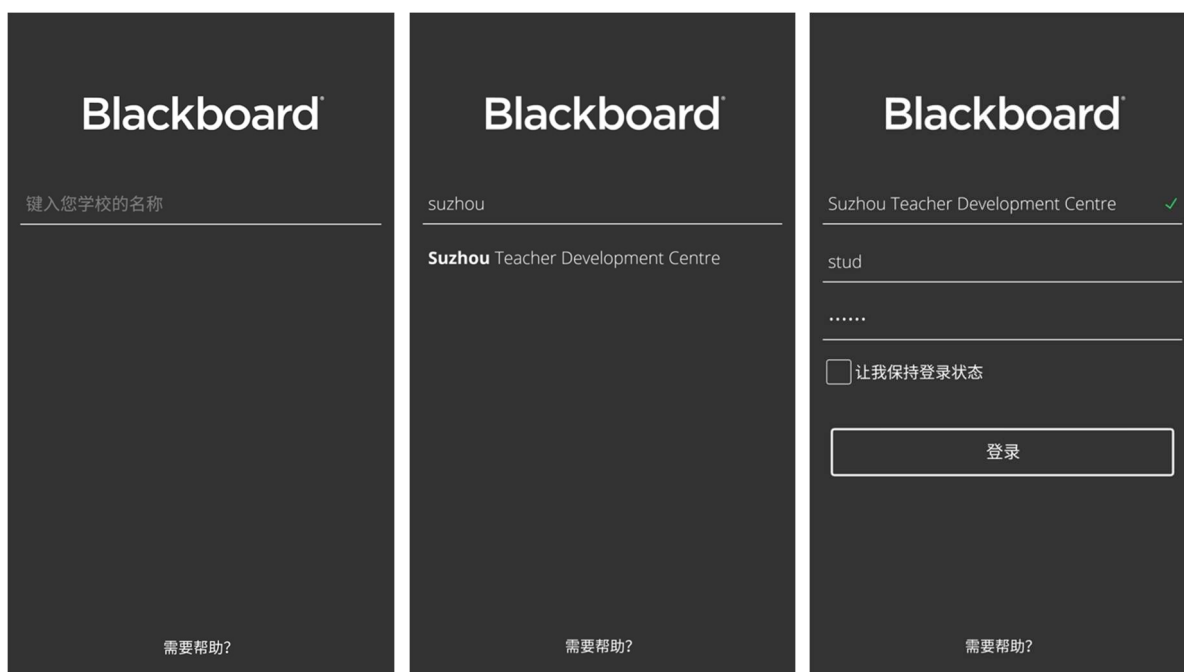 Blackboard®
键入您学校的名称
需要帮助?
Blackboard®
suzhou
Suzhou Teacher Development Centre
需要帮助?
Blackboard®
Suzhou Teacher Development Centre ✓
stud
••••••
让我保持登录状态
登录
需要帮助?